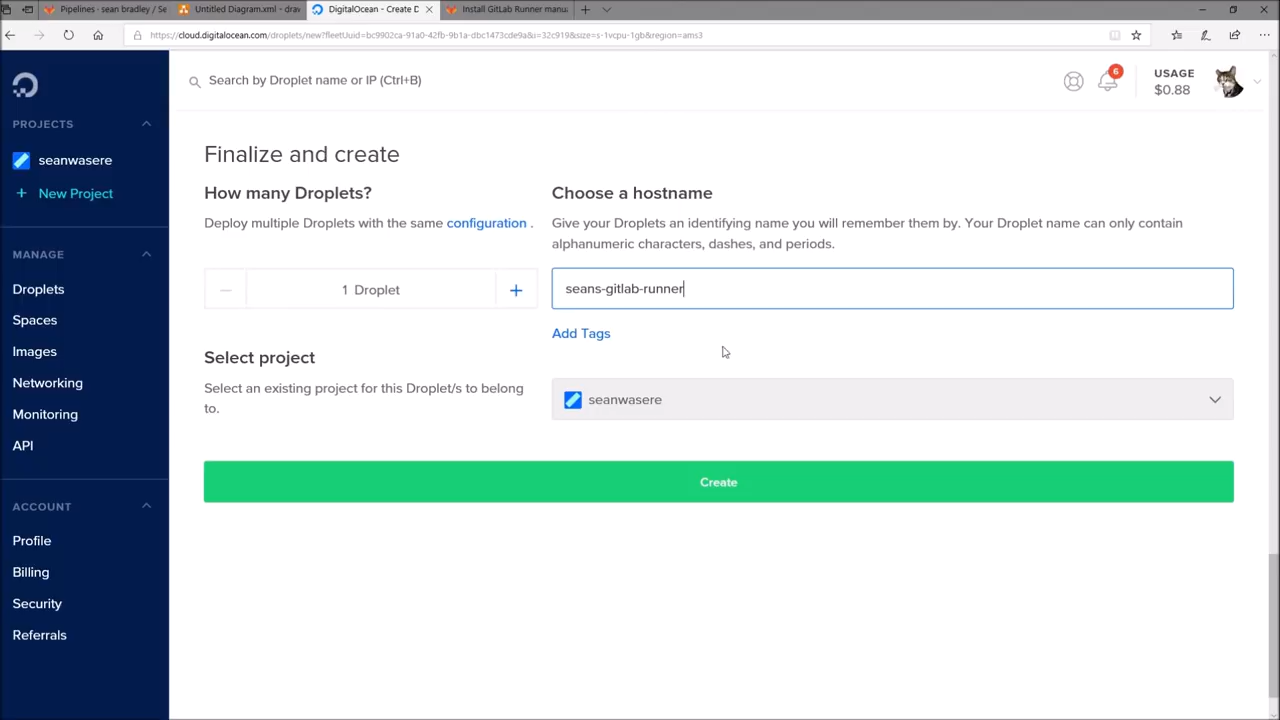 Pipelines · sean bradley / Se
Untitled Diagram.xml - draw
DigitalOcean - Create D
Install GitLab Runner manu
https://cloud.digitalocean.com/droplets/new?fleetUuid=bc9902ca-91a0-42fb-9b1a-dbc1473cde9a&i=32c919&size=s-1vcpu-1gb&region=ams3
Search by Droplet name or IP (Ctrl+B)
6
USAGE
$0.88
PROJECTS
seanwasere
+ New Project
MANAGE
Droplets
Spaces
Images
Networking
Monitoring
API
ACCOUNT
Profile
Billing
Security
Referrals
Finalize and create
How many Droplets?
Deploy multiple Droplets with the same configuration .
1 Droplet
Choose a hostname
Give your Droplets an identifying name you will remember them by. Your Droplet name can only contain
alphanumeric characters, dashes, and periods.
seans-gitlab-runner
Add Tags
Select project
Select an existing project for this Droplet/s to belong
to.
seanwasere
Create